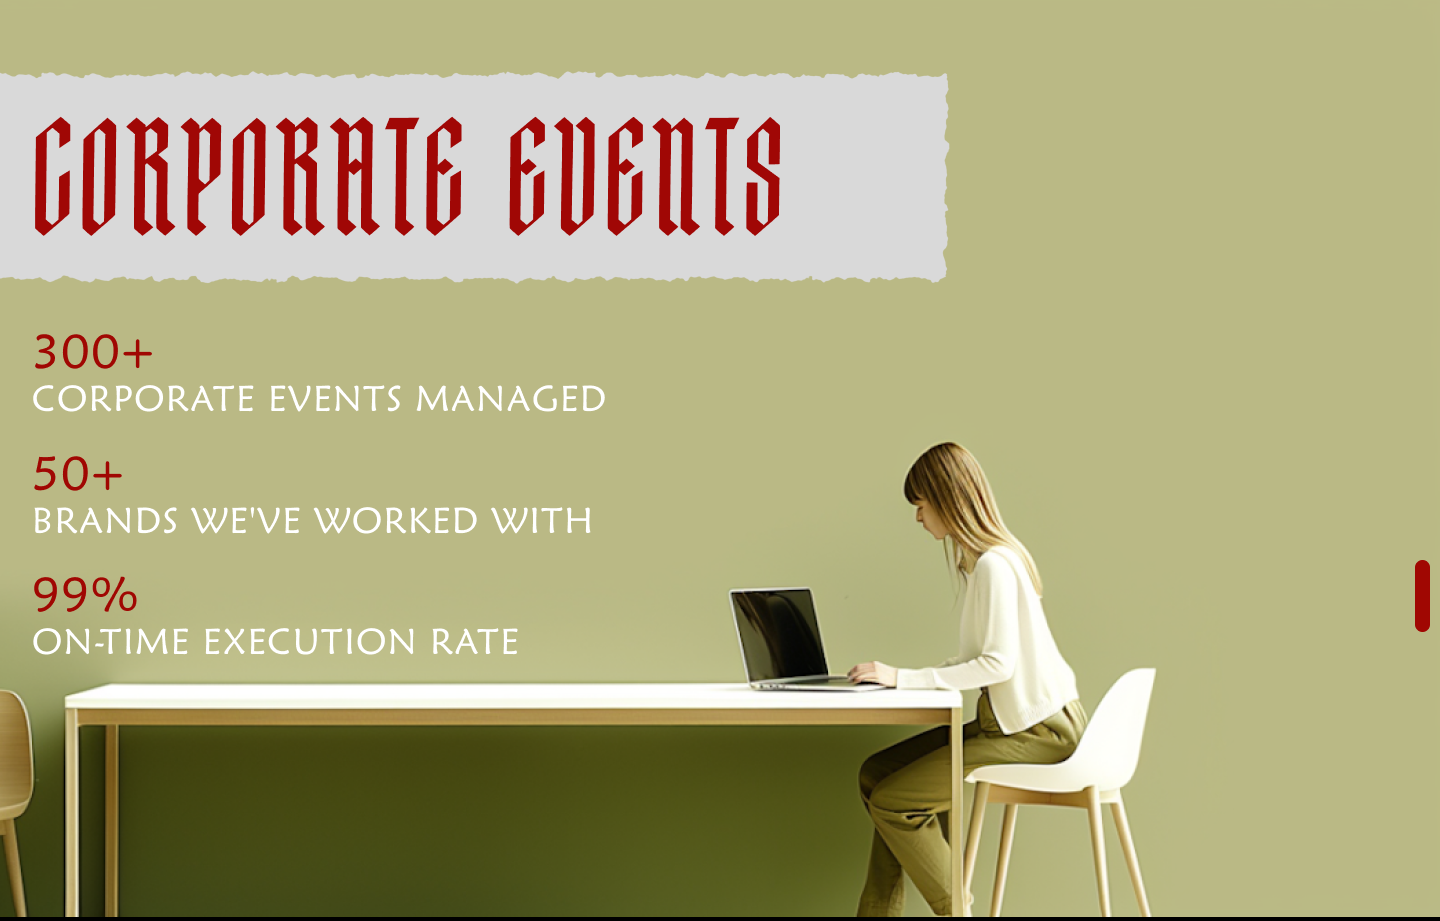 CORPORATE EVENTS
300+
CORPORATE EVENTS MANAGED
50+
BRANDS WE'VE WORKED WITH
99%
ON-TIME EXECUTION RATE